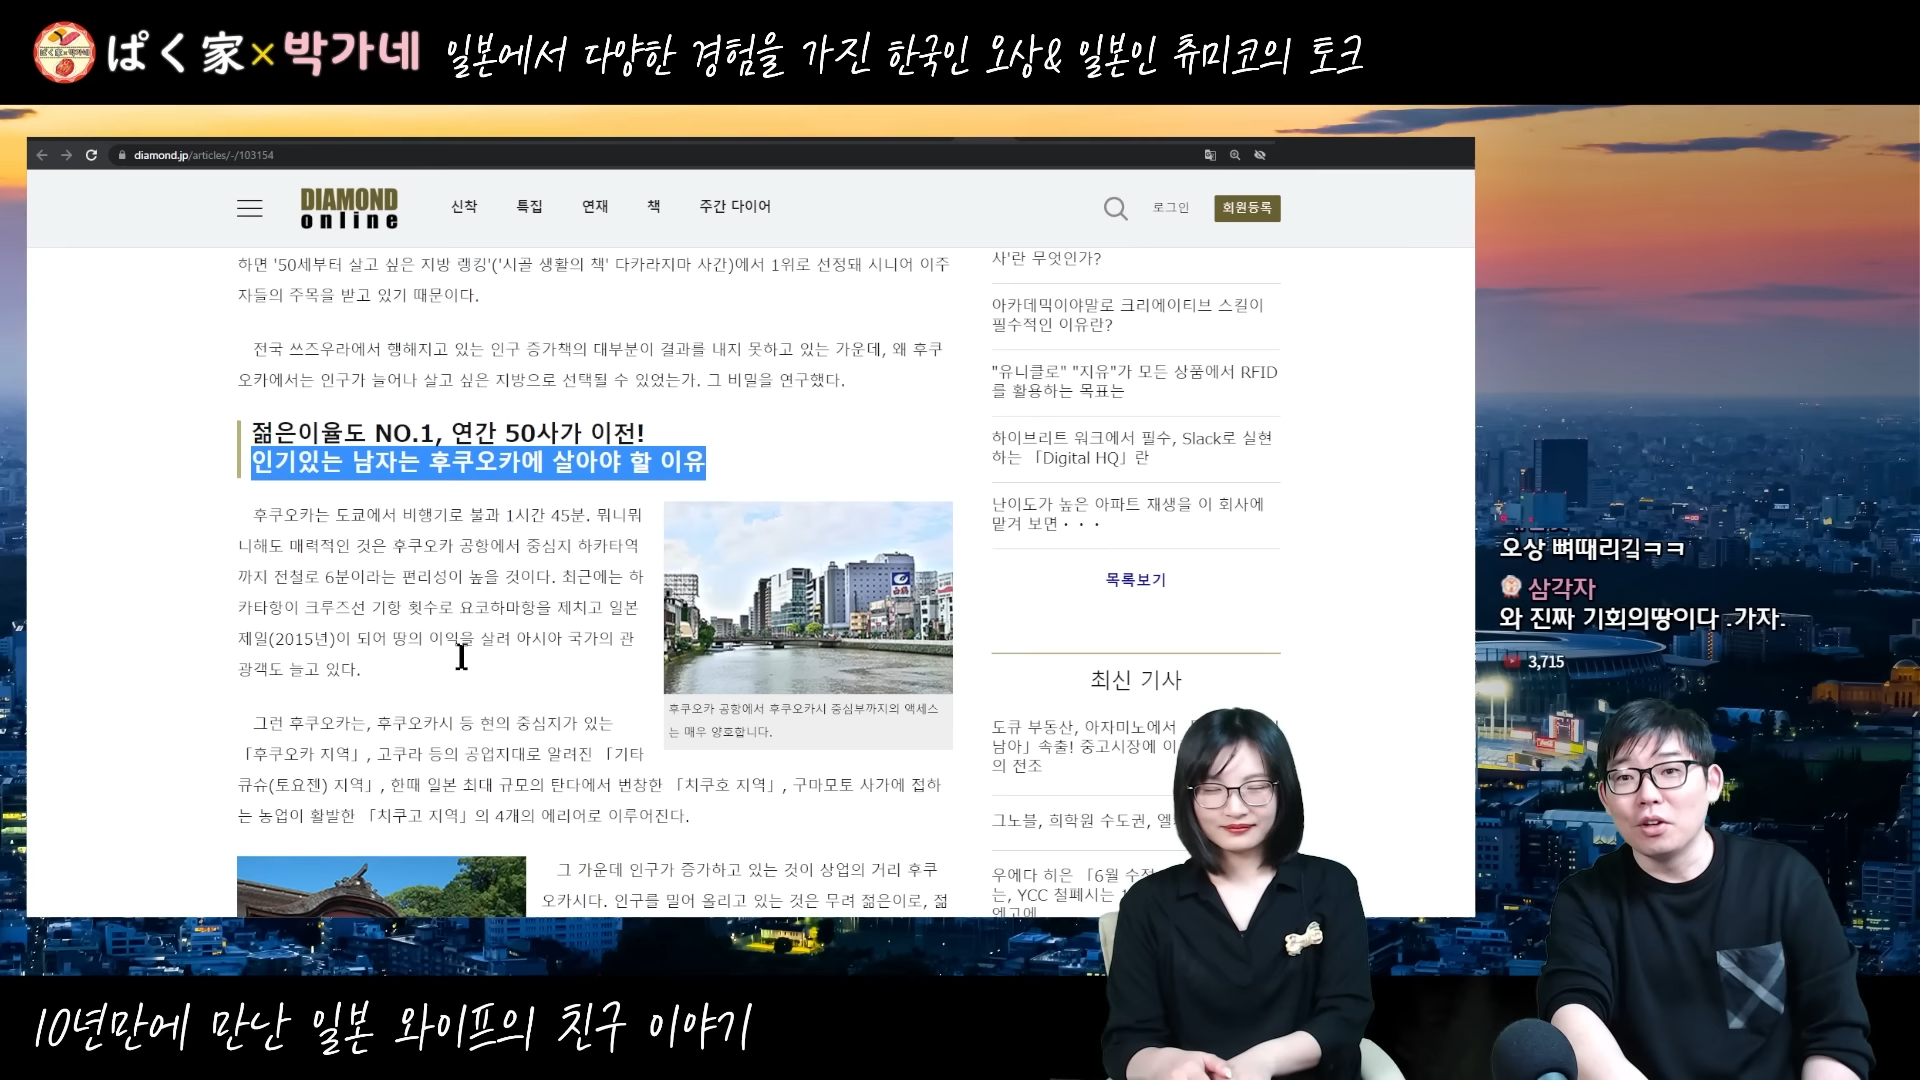 ぱく家×박가네 일본에서 다양한 경험을 가진 한국인 오상& 일본인 츄미코의 토크
diamond.jp/articles/-/103154
DIAMOND
online
신착 특집 연재 책 주간 다이어 로그인 회원등록
하면 '50세부터 살고 싶은 지방 랭킹'('시골 생활의 책' 다카라지마 사간)에서 1위로 선정돼 시니어 이주
자들의 주목을 받고 있기 때문이다.
전국 쓰즈우라에서 행해지고 있는 인구 증가책의 대부분이 결과를 내지 못하고 있는 가운데, 왜 후쿠
오카에서는 인구가 늘어나 살고 싶은 지방으로 선택될 수 있었는가. 그 비밀을 연구했다.
젊은이율도 NO.1, 연간 50사가 이전!
인기있는 남자는 후쿠오카에 살아야 할 이유
후쿠오카는 도쿄에서 비행기로 불과 1시간 45분. 뭐니뭐
니해도 매력적인 것은 후쿠오카 공항에서 중심지 하카타역
까지 전철로 6분이라는 편리성이 높을 것이다. 최근에는 하
카타항이 크루즈선 기항 횟수로 요코하마항을 제치고 일본
제일(2015년)이 되어 땅의 이익을 살려 아시아 국가의 관
광객도 늘고 있다.
후쿠오카 공항에서 후쿠오카시 중심부까지의 액세스
는 매우 양호합니다.
그런 후쿠오카는, 후쿠오카시 등 현의 중심지가 있는
「후쿠오카 지역」, 고쿠라 등의 공업지대로 알려진 「기타
큐슈(토요젠) 지역」, 한때 일본 최대 규모의 탄다에서 번창한 「치쿠호 지역」, 구마모토 사가에 접하
는 농업이 활발한 「치쿠고 지역」의 4개의 에리어로 이루어진다.
그 가운데 인구가 증가하고 있는 것이 상업의 거리 후쿠
오카시다. 인구를 밀어 올리고 있는 것은 무려 젊은이로, 젊
사'란 무엇인가?
아카데믹이야말로 크리에이티브 스킬이
필수적인 이유란?
"유니클로" "지유"가 모든 상품에서 RFID
를 활용하는 목표는
하이브리트 워크에서 필수, Slack로 실현
하는 「Digital HQ」란
난이도가 높은 아파트 재생을 이 회사에
맡겨 보면・・・
목록보기
최신 기사
도큐 부동산, 아자미노에서
남아」속출! 중고시장에 이
의 전조
그노블, 희학원 수도권,
우에다 히은 「6월 수정
는, YCC 철폐시는
엑고에
오상 뼈때리긬ㅋㅋ
삼각자
와 진짜 기회의땅이다 .가자.
3,715
10년만에 만난 일본 와이프의 친구 이야기